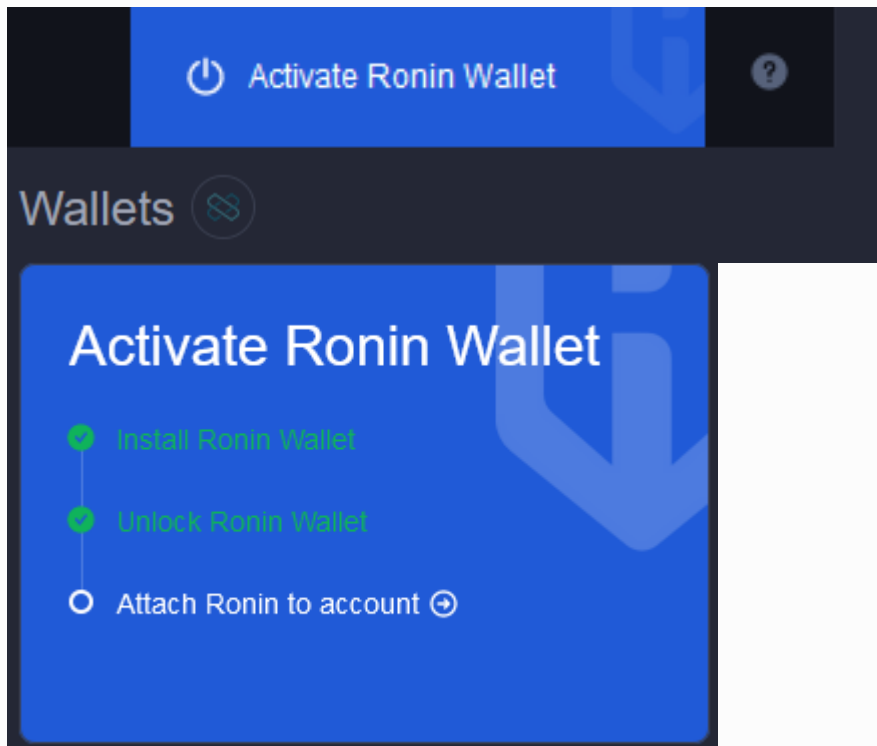 Activate Ronin Wallet
?
Wallets
Activate Ronin Wallet
Install Ronin Wallet
Unlock Ronin Wallet
Attach Ronin to account